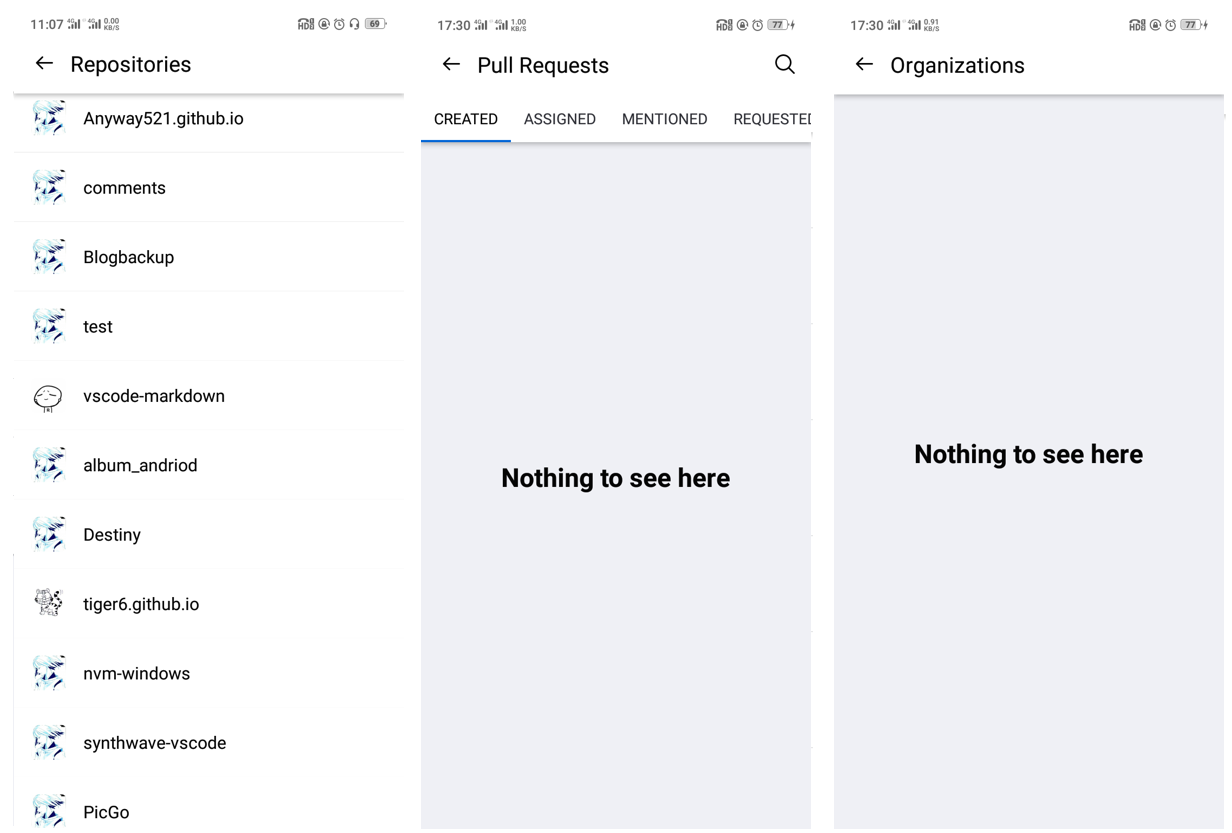 11:07 4G 4G 0.00 KB/S HD 69
Repositories
Anyway521.github.io
comments
Blogbackup
test
vscode-markdown
album_andriod
Destiny
tiger6.github.io
nvm-windows
synthwave-vscode
PicGo
17:30 4G 4G 1.00 KB/S HD 77
Pull Requests
CREATED ASSIGNED MENTIONED REQUESTED
Nothing to see here
17:30 4G 4G 0.91 KB/S HD 77
Organizations
Nothing to see here